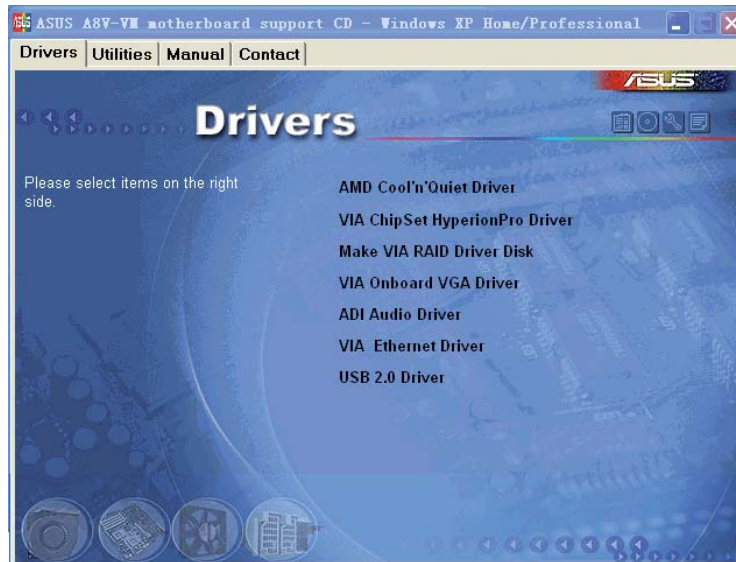 ASUS A8V-VM motherboard support CD - Windows XP Home/Professional
Drivers Utilities Manual Contact
ASUS
Drivers
Please select items on the right
side.
AMD Cool'n'Quiet Driver
VIA ChipSet HyperionPro Driver
Make VIA RAID Driver Disk
VIA Onboard VGA Driver
ADI Audio Driver
VIA Ethernet Driver
USB 2.0 Driver